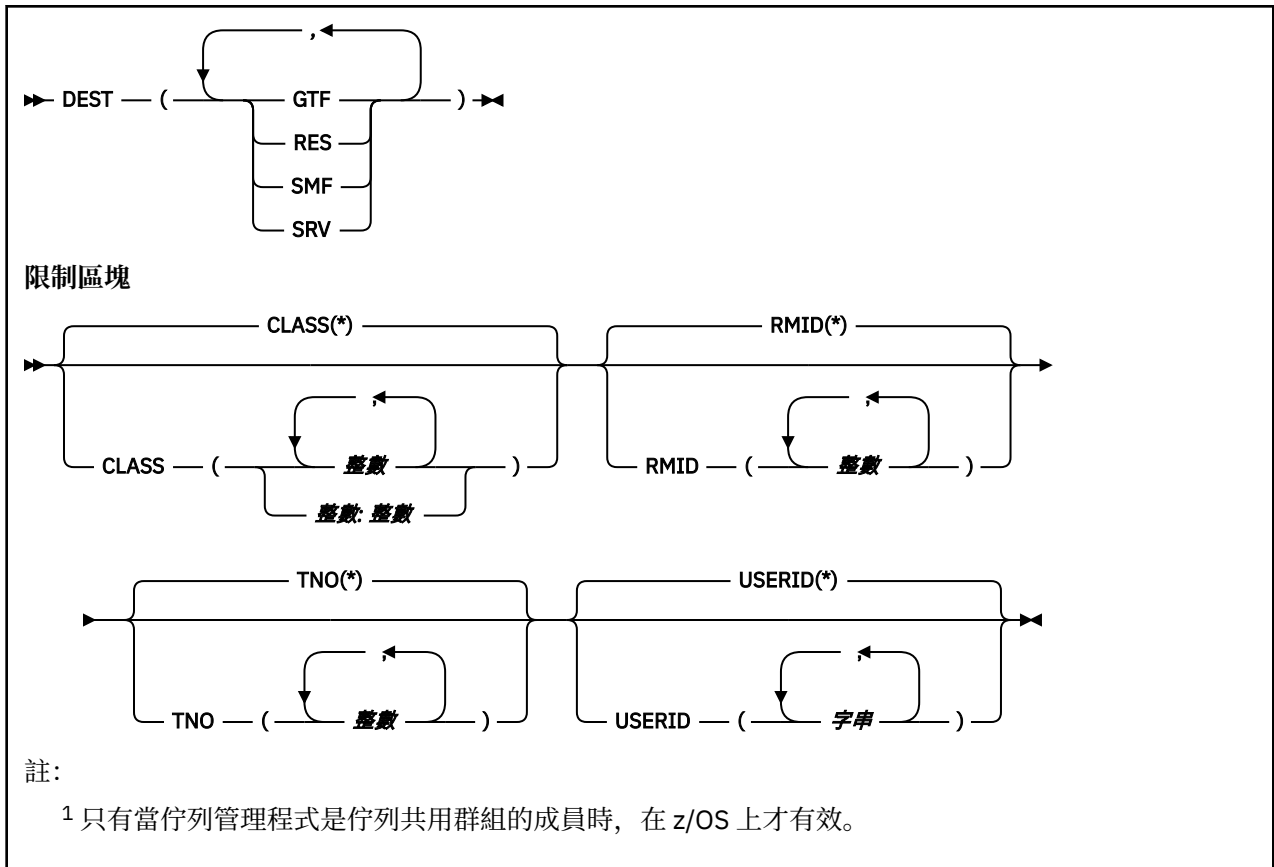 ,
DEST ( GTF )
RES
SMF
SRV
限制區塊
CLASS(*) RMID(*)
, ,
CLASS ( 整數 ) RMID ( 整數 )
整數: 整數
TNO(*) USERID(*)
, ,
TNO ( 整數 ) USERID ( 字串 )
註:
1 只有當佇列管理程式是佇列共用群組的成員時，在 z/OS 上才有效。